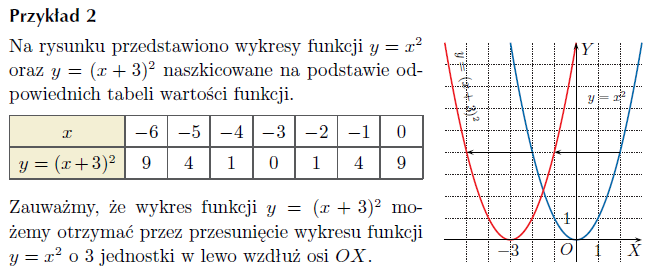 Przykład 2
Na rysunku przedstawiono wykresy funkcji y = x²
oraz y = (x + 3)² naszkicowane na podstawie od-
powiednich tabeli wartości funkcji.
x −6 −5 −4 −3 −2 −1 0
y = (x+3)² 9 4 1 0 1 4 9
Zauważmy, że wykres funkcji y = (x + 3)² mo-
żemy otrzymać przez przesunięcie wykresu funkcji
y = x² o 3 jednostki w lewo wzdłuż osi OX.
Y
y = (x + 3)²
y = x²
1
−3 O 1 X